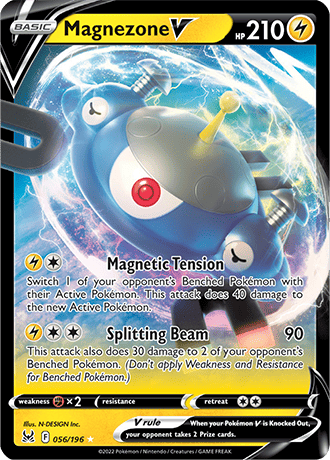 BASIC Magnezone V HP 210
Magnetic Tension
Switch 1 of your opponent's Benched Pokémon with
their Active Pokémon. This attack does 40 damage to
the new Active Pokémon.
Splitting Beam 90
This attack also does 30 damage to 2 of your opponent's
Benched Pokémon. (Don't apply Weakness and Resistance
for Benched Pokémon.)
weakness ×2 resistance retreat
Illus. N-DESIGN Inc.
F 056/196
V rule When your Pokémon V is Knocked Out,
your opponent takes 2 Prize cards.
©2022 Pokémon / Nintendo / Creatures / GAME FREAK